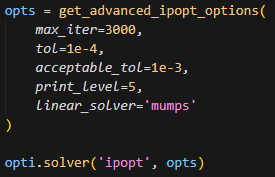 opts = get_advanced_ipopt_options(
    max_iter=3000,
    tol=1e-4,
    acceptable_tol=1e-3,
    print_level=5,
    linear_solver='mumps'
)
opti.solver('ipopt', opts)